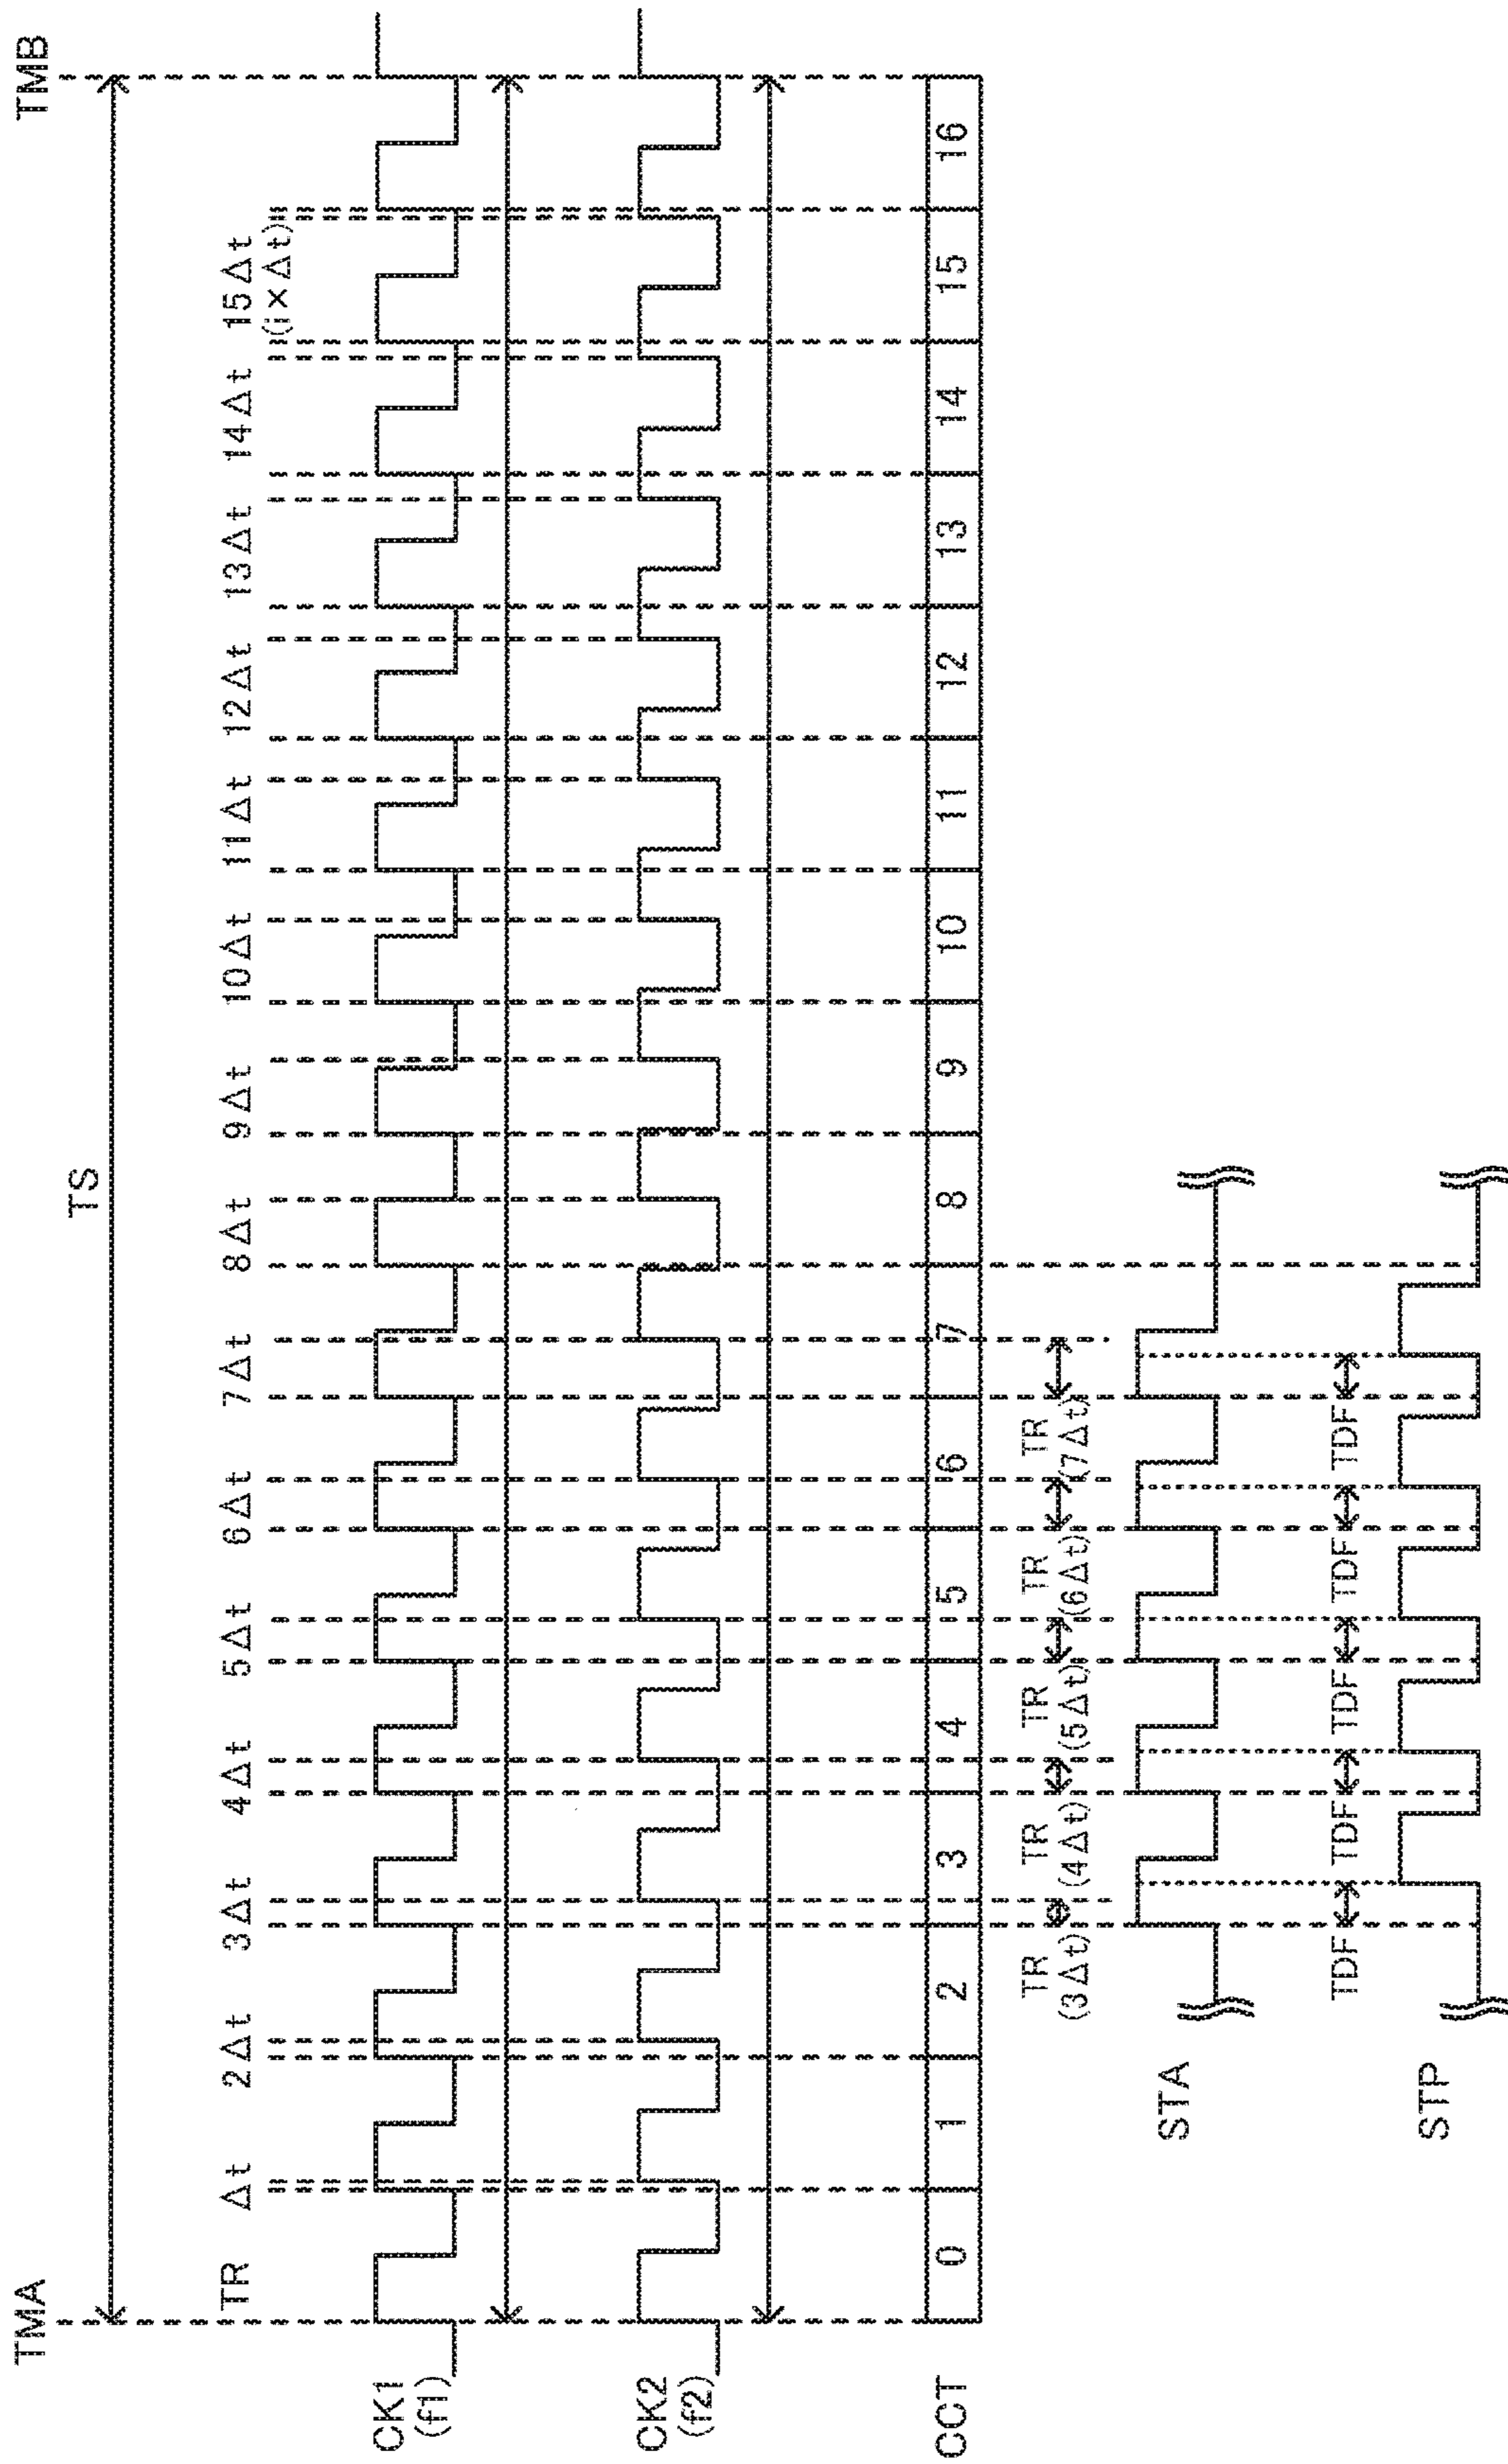 TMA
TMB
TS
TR
Δt
2Δt
3Δt
4Δt
5Δt
6Δt
7Δt
8Δt
9Δt
10Δt
11Δt
12Δt
13Δt
14Δt
15Δt
(i×Δt)
CK1
(f1)
CK2
(f2)
CCT
0
1
2
3
4
5
6
7
8
9
10
11
12
13
14
15
16
TR
(3Δt)
TR
(4Δt)
TR
(5Δt)
TR
(6Δt)
TR
(7Δt)
STA
TDF
TDF
TDF
TDF
TDF
STP